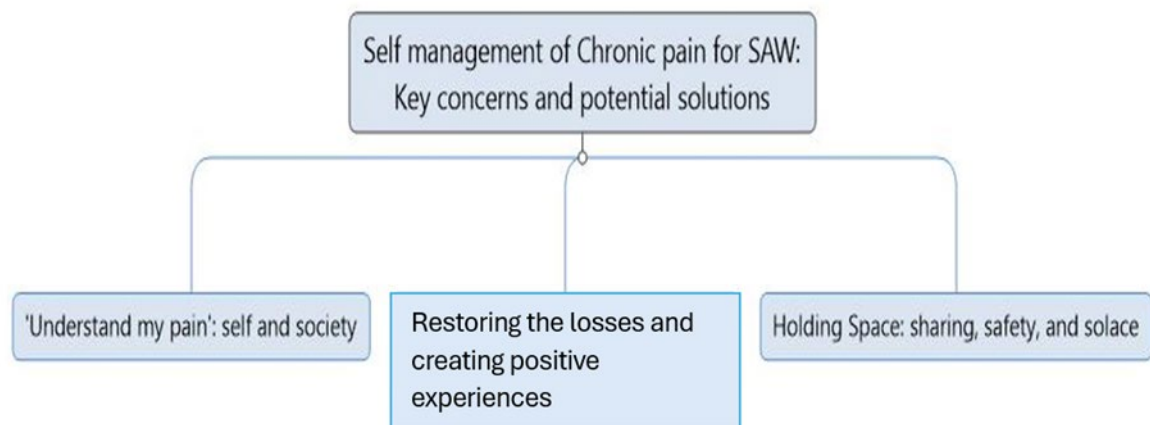 Self management of Chronic pain for SAW:
Key concerns and potential solutions
'Understand my pain': self and society
Restoring the losses and
creating positive
experiences
Holding Space: sharing, safety, and solace